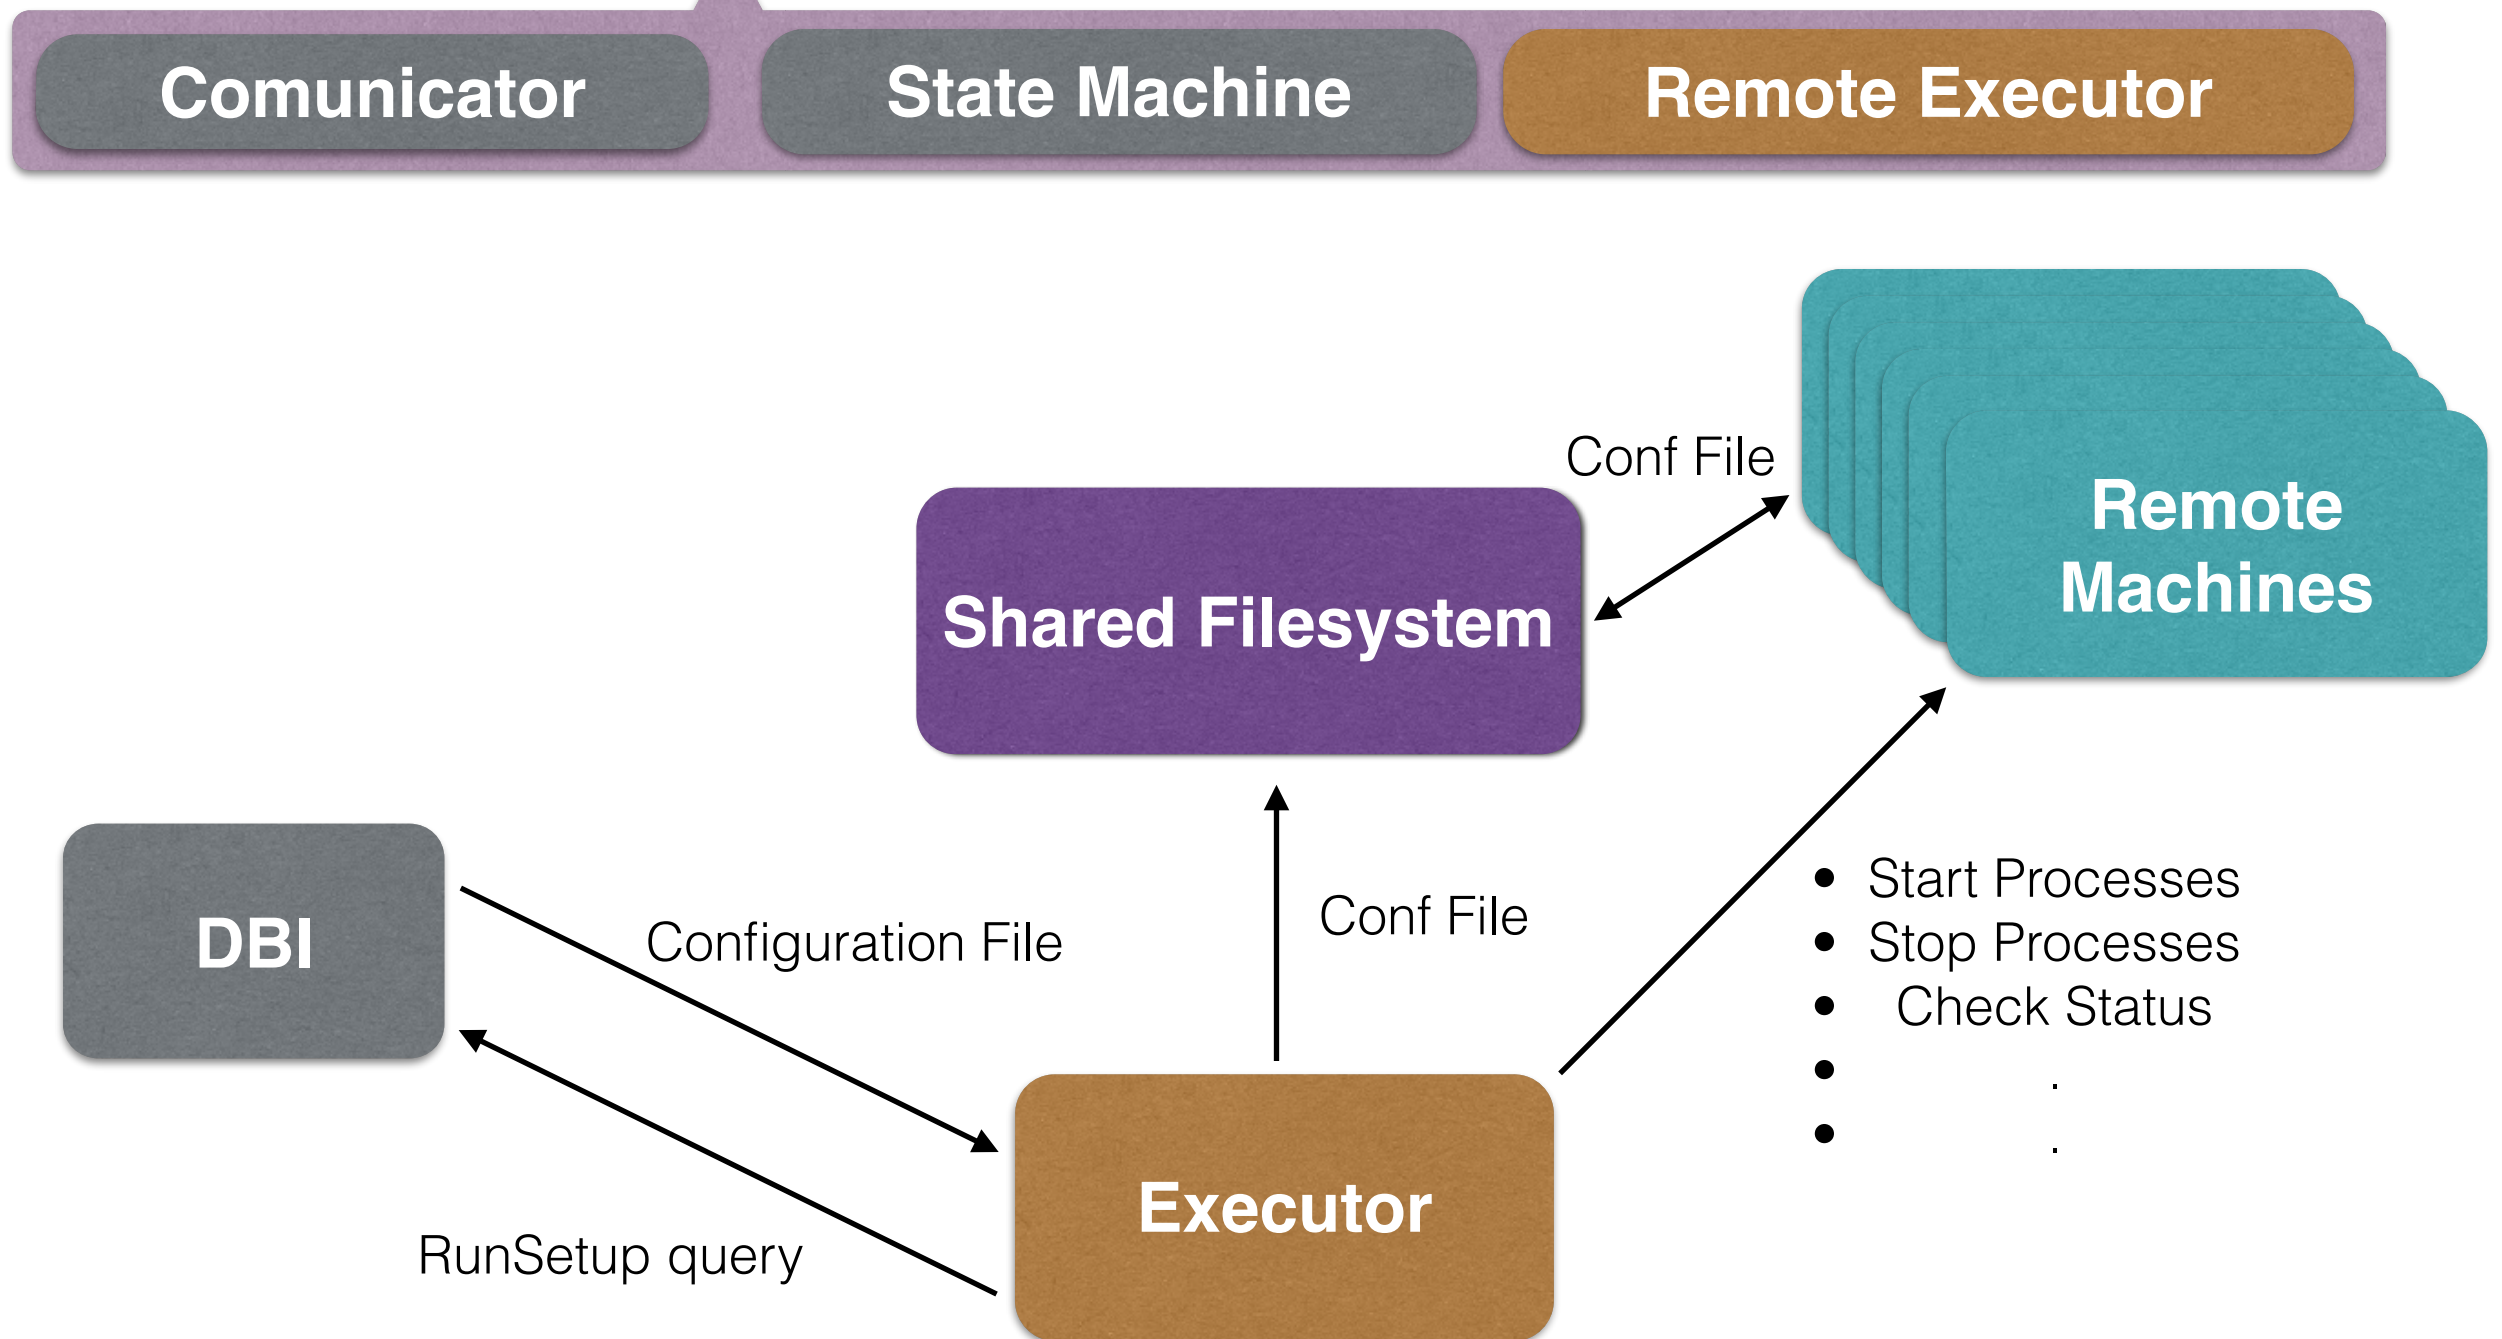 Comunicator
State Machine
Remote Executor
Conf File
Remote
Machines
Shared Filesystem
DBI
Configuration File
Conf File
• Start Processes
• Stop Processes
• Check Status
• .
• .
Executor
RunSetup query